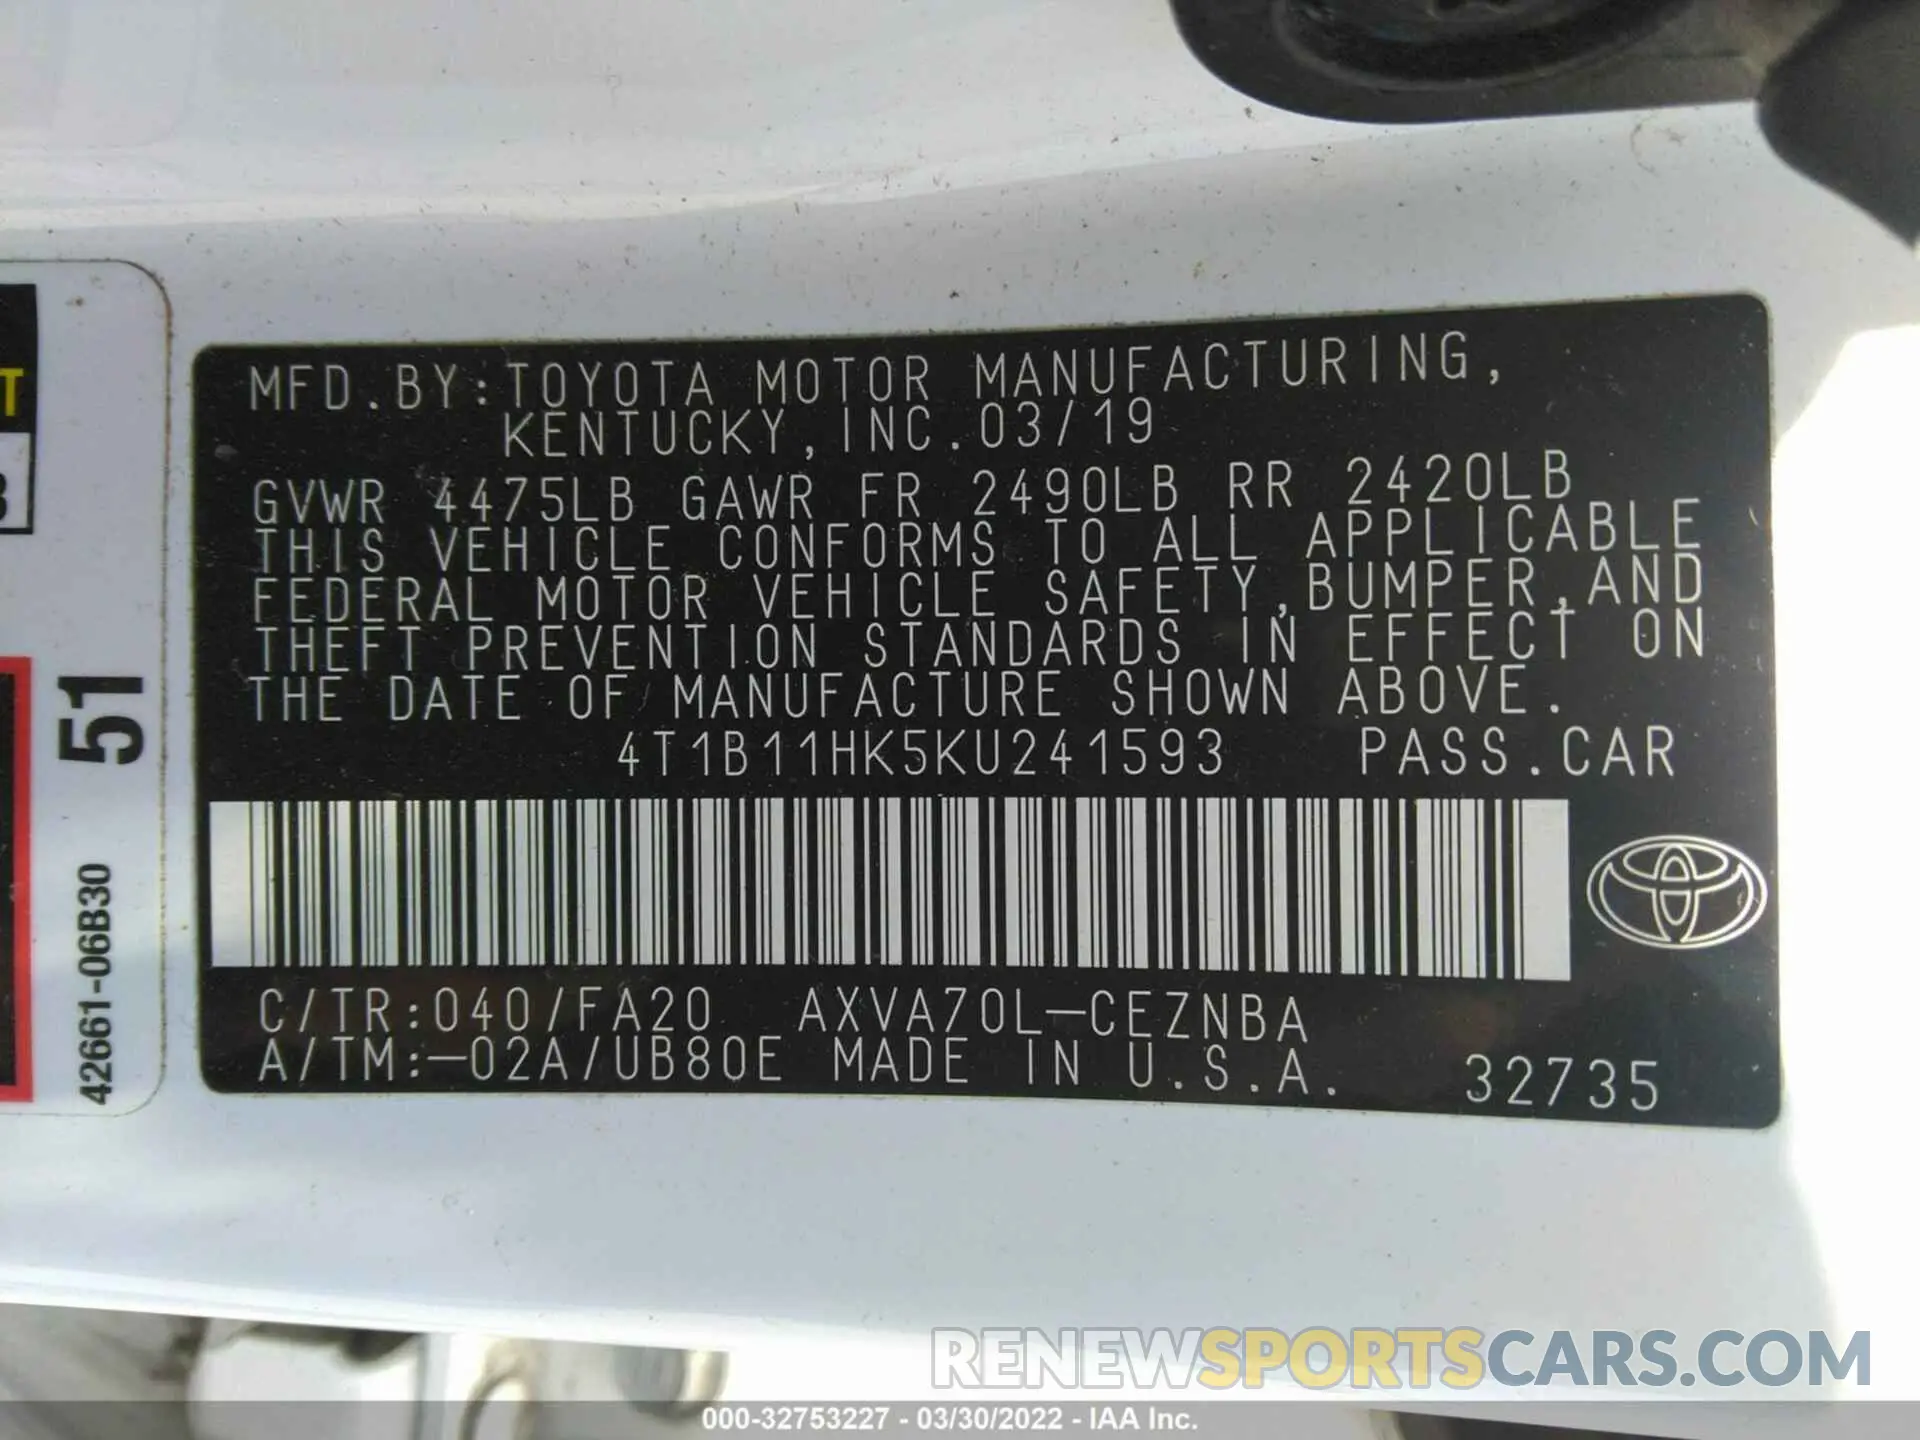 MFD.BY:TOYOTA MOTOR MANUFACTURING,
KENTUCKY,INC.03/19
GVWR 4475LB GAWR FR 2490LB RR 2420LB
THIS VEHICLE CONFORMS TO ALL APPLICABLE
FEDERAL MOTOR VEHICLE SAFETY,BUMPER,AND
THEFT PREVENTION STANDARDS IN EFFECT ON
THE DATE OF MANUFACTURE SHOWN ABOVE.
4T1B11HK5KU241593 PASS.CAR
C/TR:040/FA20 AXVA70L-CEZNBA
A/TM:-02A/UB80E MADE IN U.S.A. 32735
51
42661-06B30
RENEWSPORTSCARS.COM
000-32753227 - 03/30/2022 - IAA Inc.